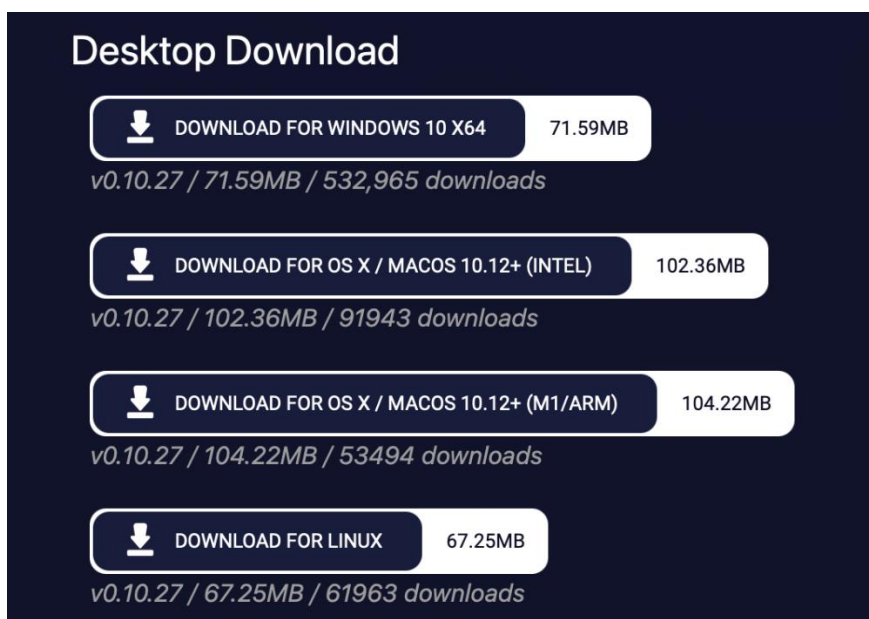 Desktop Download
DOWNLOAD FOR WINDOWS 10 X64 71.59MB
v0.10.27 / 71.59MB / 532,965 downloads
DOWNLOAD FOR OS X / MACOS 10.12+ (INTEL) 102.36MB
v0.10.27 / 102.36MB / 91943 downloads
DOWNLOAD FOR OS X / MACOS 10.12+ (M1/ARM) 104.22MB
v0.10.27 / 104.22MB / 53494 downloads
DOWNLOAD FOR LINUX 67.25MB
v0.10.27 / 67.25MB / 61963 downloads